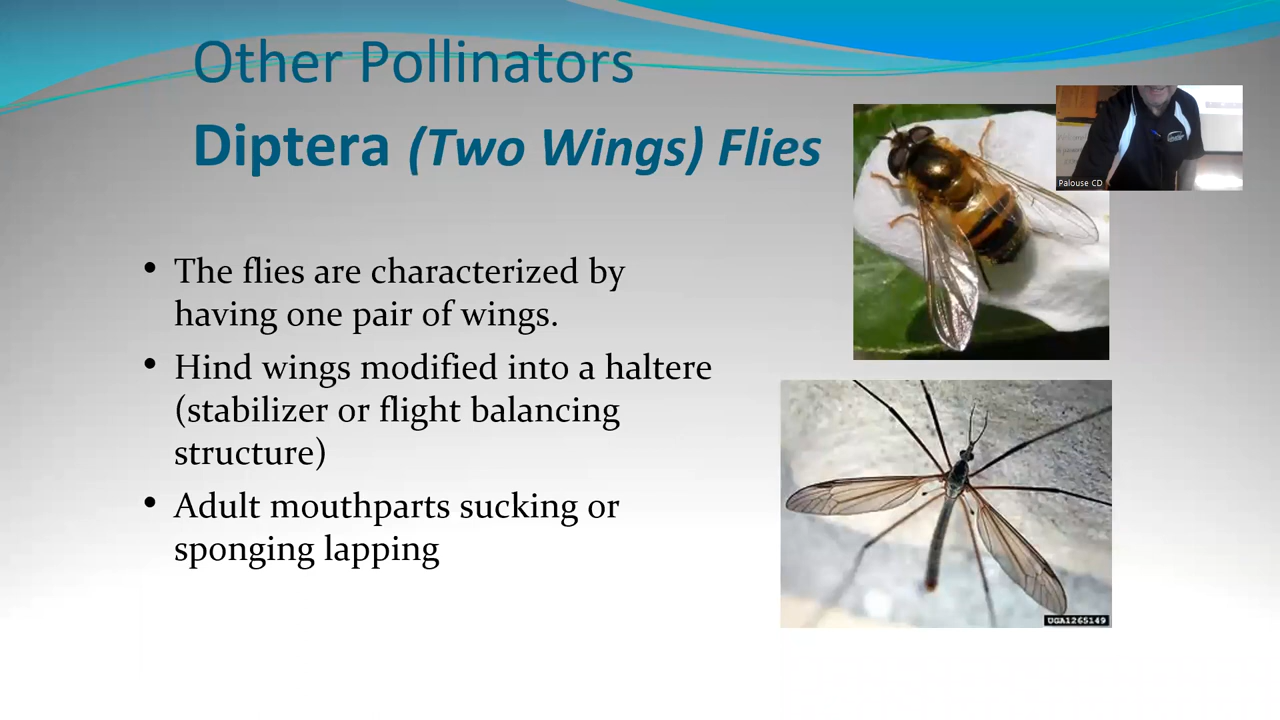 Other Pollinators
Diptera (Two Wings) Flies
Palouse CD
• The flies are characterized by
having one pair of wings.
• Hind wings modified into a haltere
(stabilizer or flight balancing
structure)
• Adult mouthparts sucking or
sponging lapping
UGA1265149